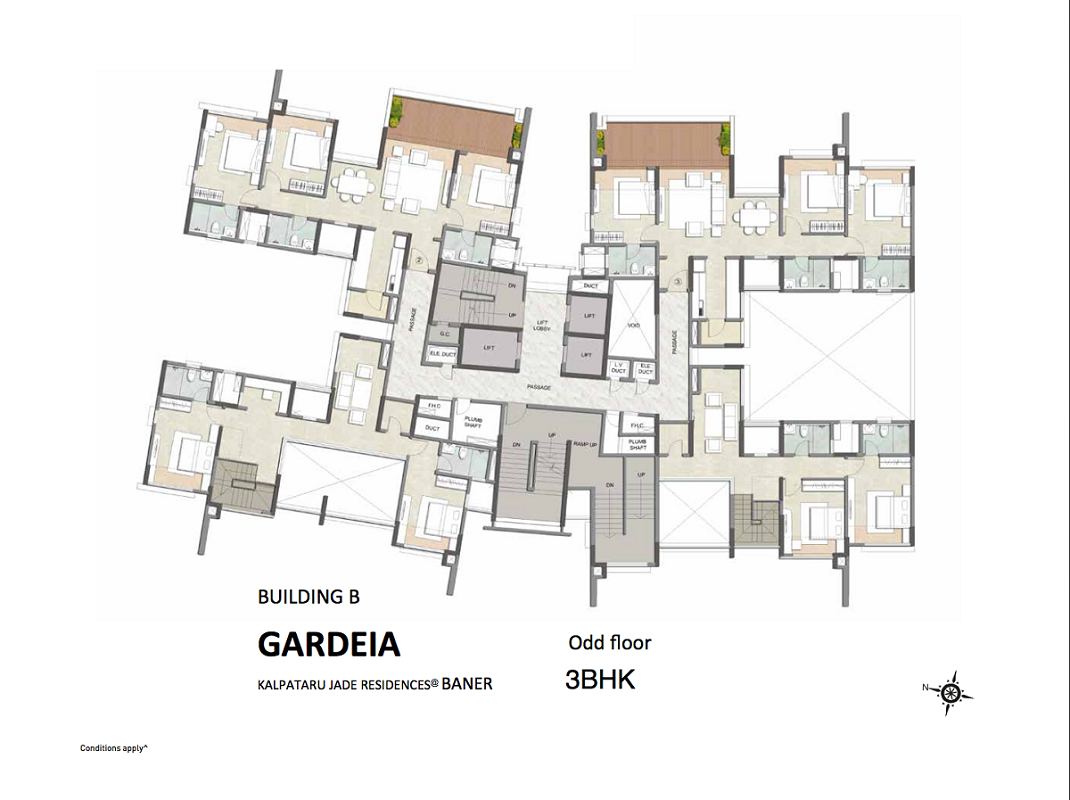 ②
③
DN
UP
PASSAGE
G.C.
ELE. DUCT
LIFT
LIFT
LOBBY
DUCT
LIFT
LIFT
VOID
PASSAGE
L.V
DUCT
ELE
DUCT
PASSAGE
F.H.C
DUCT
PLUMB
SHAFT
DN
UP
RAMP UP
F.H.C.
PLUMB
SHAFT
DN
UP
BUILDING B
GARDEIA
KALPATARU JADE RESIDENCES@ BANER
Odd floor
3BHK
N
Conditions apply^